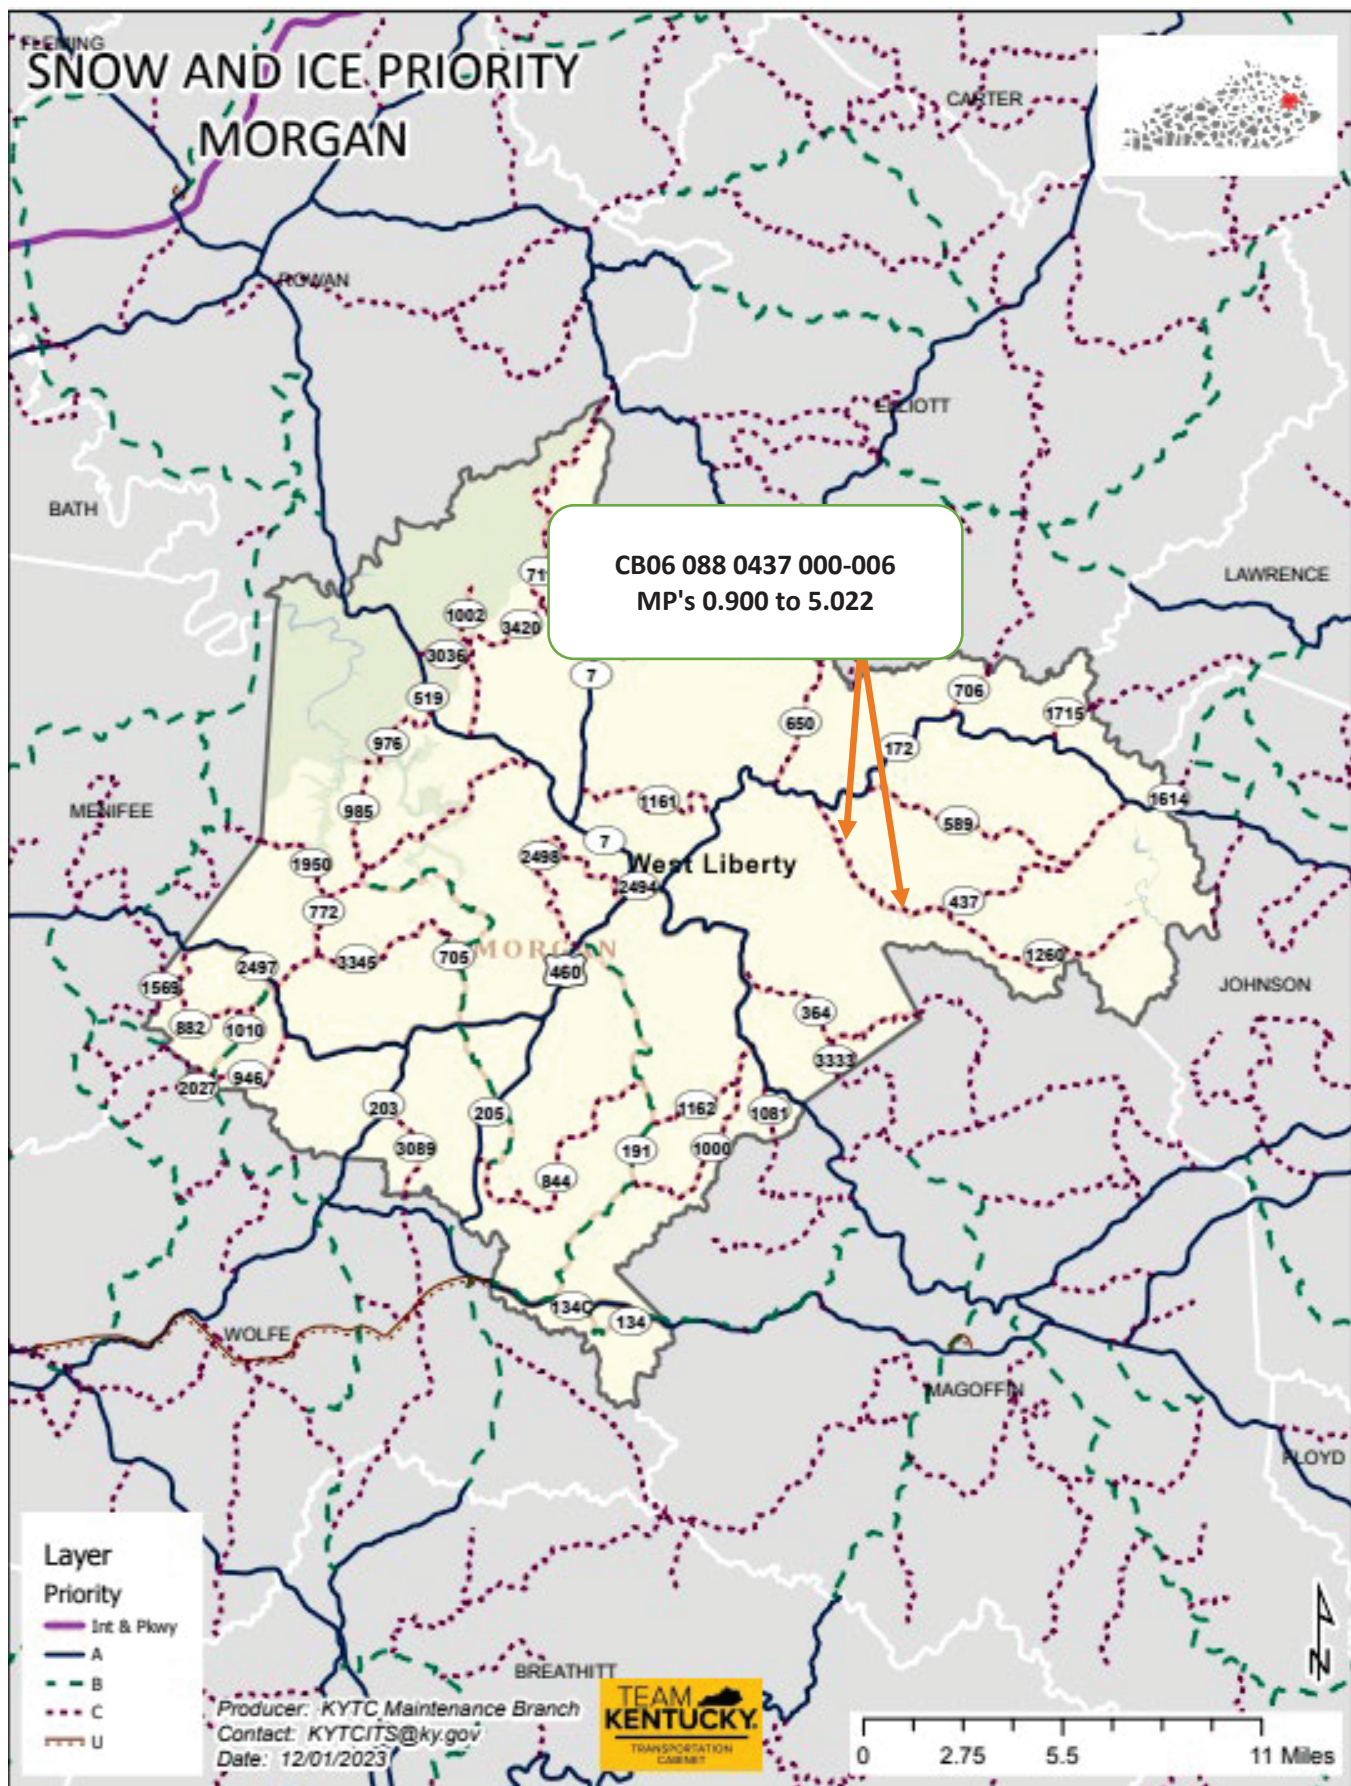 FLEMING
SNOW AND ICE PRIORITY
MORGAN
CARTER
ROWAN
ELLIOTT
BATH
LAWRENCE
CB06 088 0437 000-006
MP's 0.900 to 5.022
711
1002
3420
3036
7
519
706
1715
650
976
172
1161
1614
MENIFEE
985
589
7
2498
West Liberty
1950
2494
437
772
MORGAN
705
3345
1260
2497
460
1569
JOHNSON
364
882
1010
3333
946
2027
203
205
1162
1081
3089
191
1000
844
134C
134
WOLFE
MAGOFFIN
FLOYD
Layer
Priority
Int & Pkwy
A
B
C
U
BREATHITT
Producer: KYTC Maintenance Branch
Contact: KYTCITS@ky.gov
Date: 12/01/2023
TEAM
KENTUCKY.
TRANSPORTATION
CABINET
N
0 2.75 5.5 11 Miles